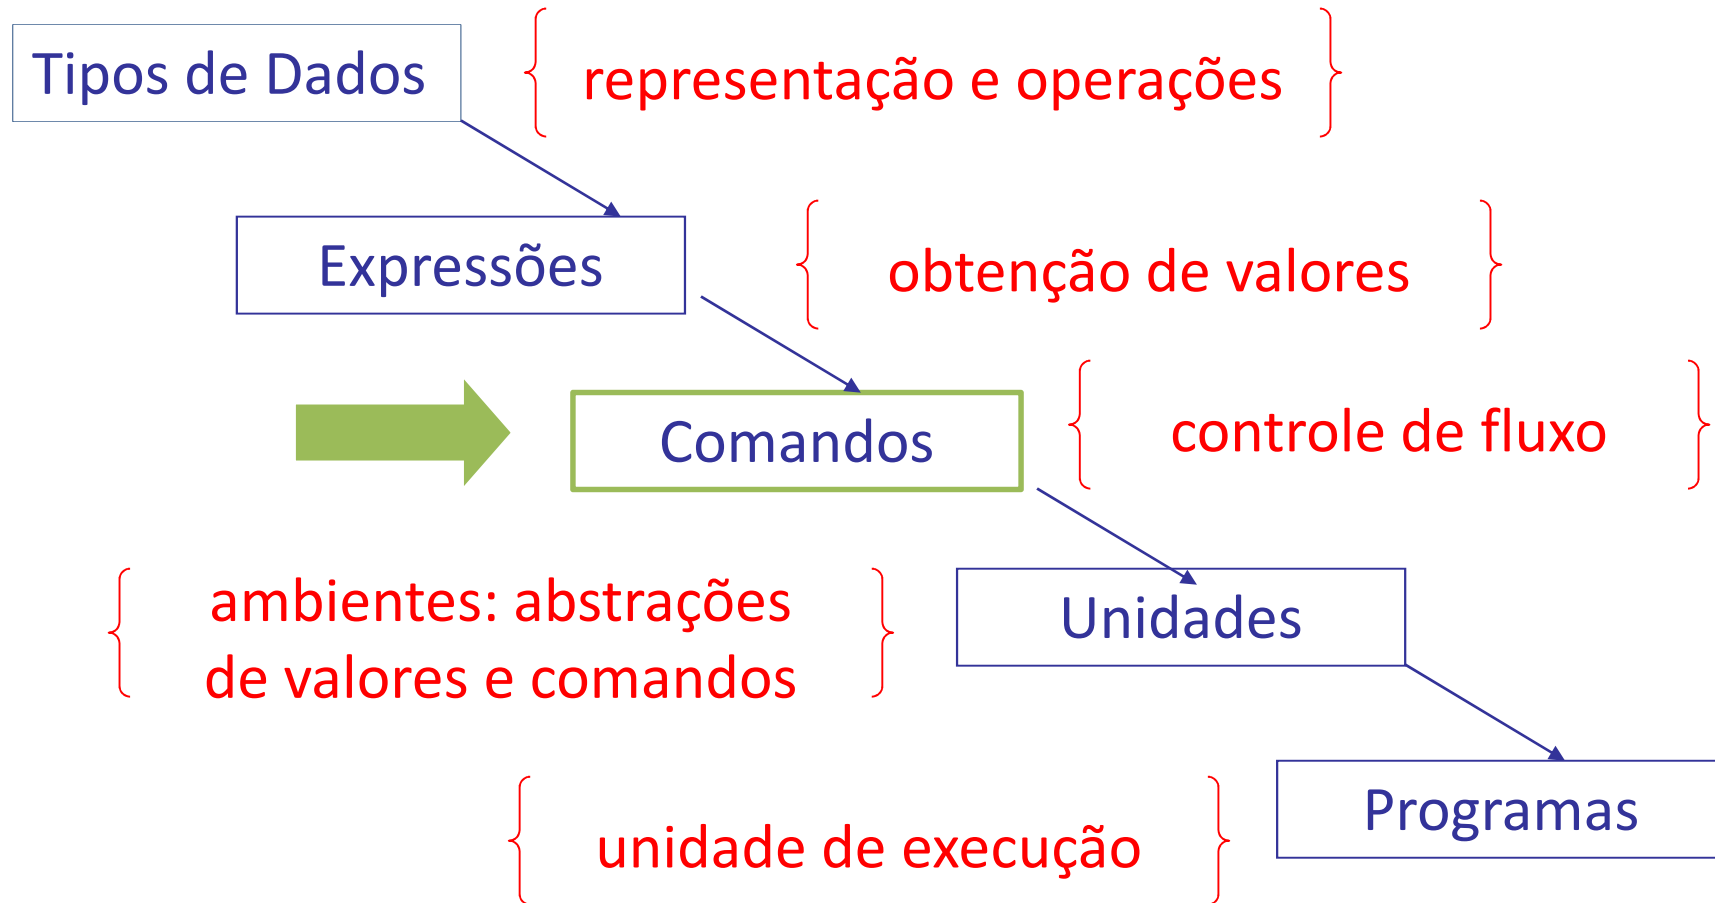 Tipos de Dados
representação e operações
Expressões
obtenção de valores
Comandos
controle de fluxo
ambientes: abstrações
de valores e comandos
Unidades
Programas
unidade de execução